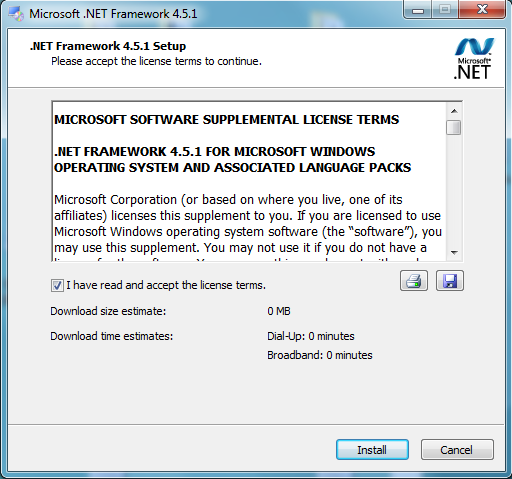 Microsoft .NET Framework 4.5.1
.NET Framework 4.5.1 Setup
Please accept the license terms to continue.
Microsoft®
.NET
MICROSOFT SOFTWARE SUPPLEMENTAL LICENSE TERMS
.NET FRAMEWORK 4.5.1 FOR MICROSOFT WINDOWS
OPERATING SYSTEM AND ASSOCIATED LANGUAGE PACKS
Microsoft Corporation (or based on where you live, one of its
affiliates) licenses this supplement to you. If you are licensed to use
Microsoft Windows operating system software (the “software”), you
may use this supplement. You may not use it if you do not have a
I have read and accept the license terms.
Download size estimate: 0 MB
Download time estimates: Dial-Up: 0 minutes
Broadband: 0 minutes
Install Cancel